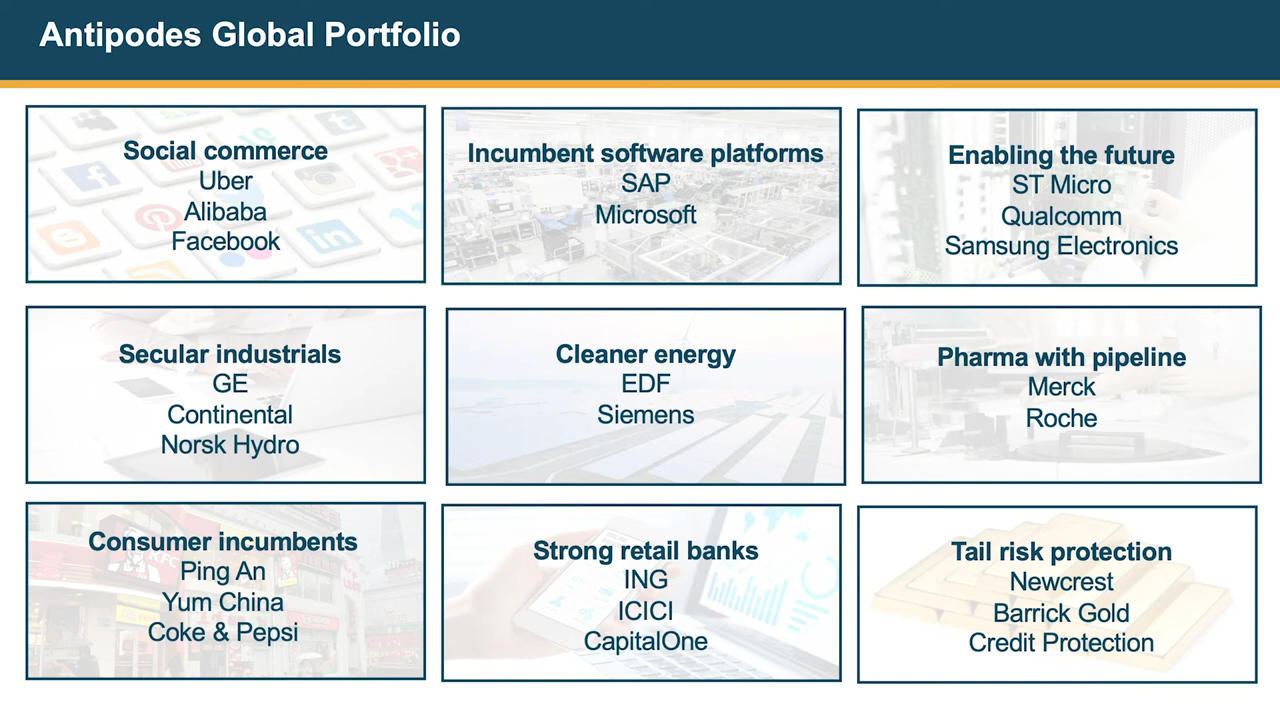 Antipodes Global Portfolio
Social commerce
Uber
Alibaba
Facebook
Incumbent software platforms
SAP
Microsoft
Enabling the future
ST Micro
Qualcomm
Samsung Electronics
Secular industrials
GE
Continental
Norsk Hydro
Cleaner energy
EDF
Siemens
Pharma with pipeline
Merck
Roche
Consumer incumbents
Ping An
Yum China
Coke & Pepsi
KFC
Strong retail banks
ING
ICICI
CapitalOne
Tail risk protection
Newcrest
Barrick Gold
Credit Protection